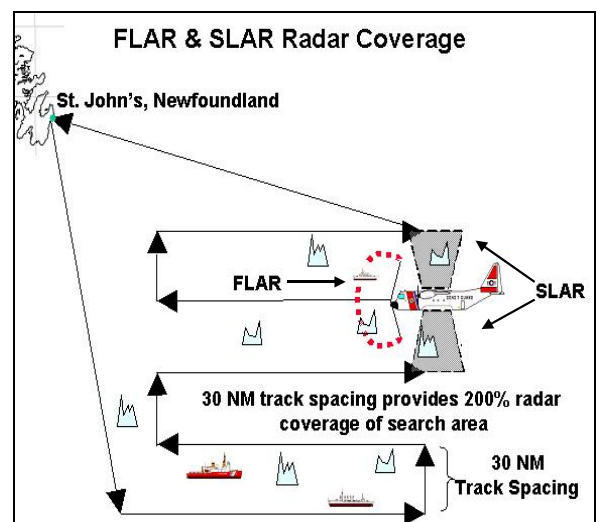 FLAR & SLAR Radar Coverage
St. John's, Newfoundland
FLAR
SLAR
30 NM track spacing provides 200% radar
coverage of search area
30 NM
Track Spacing